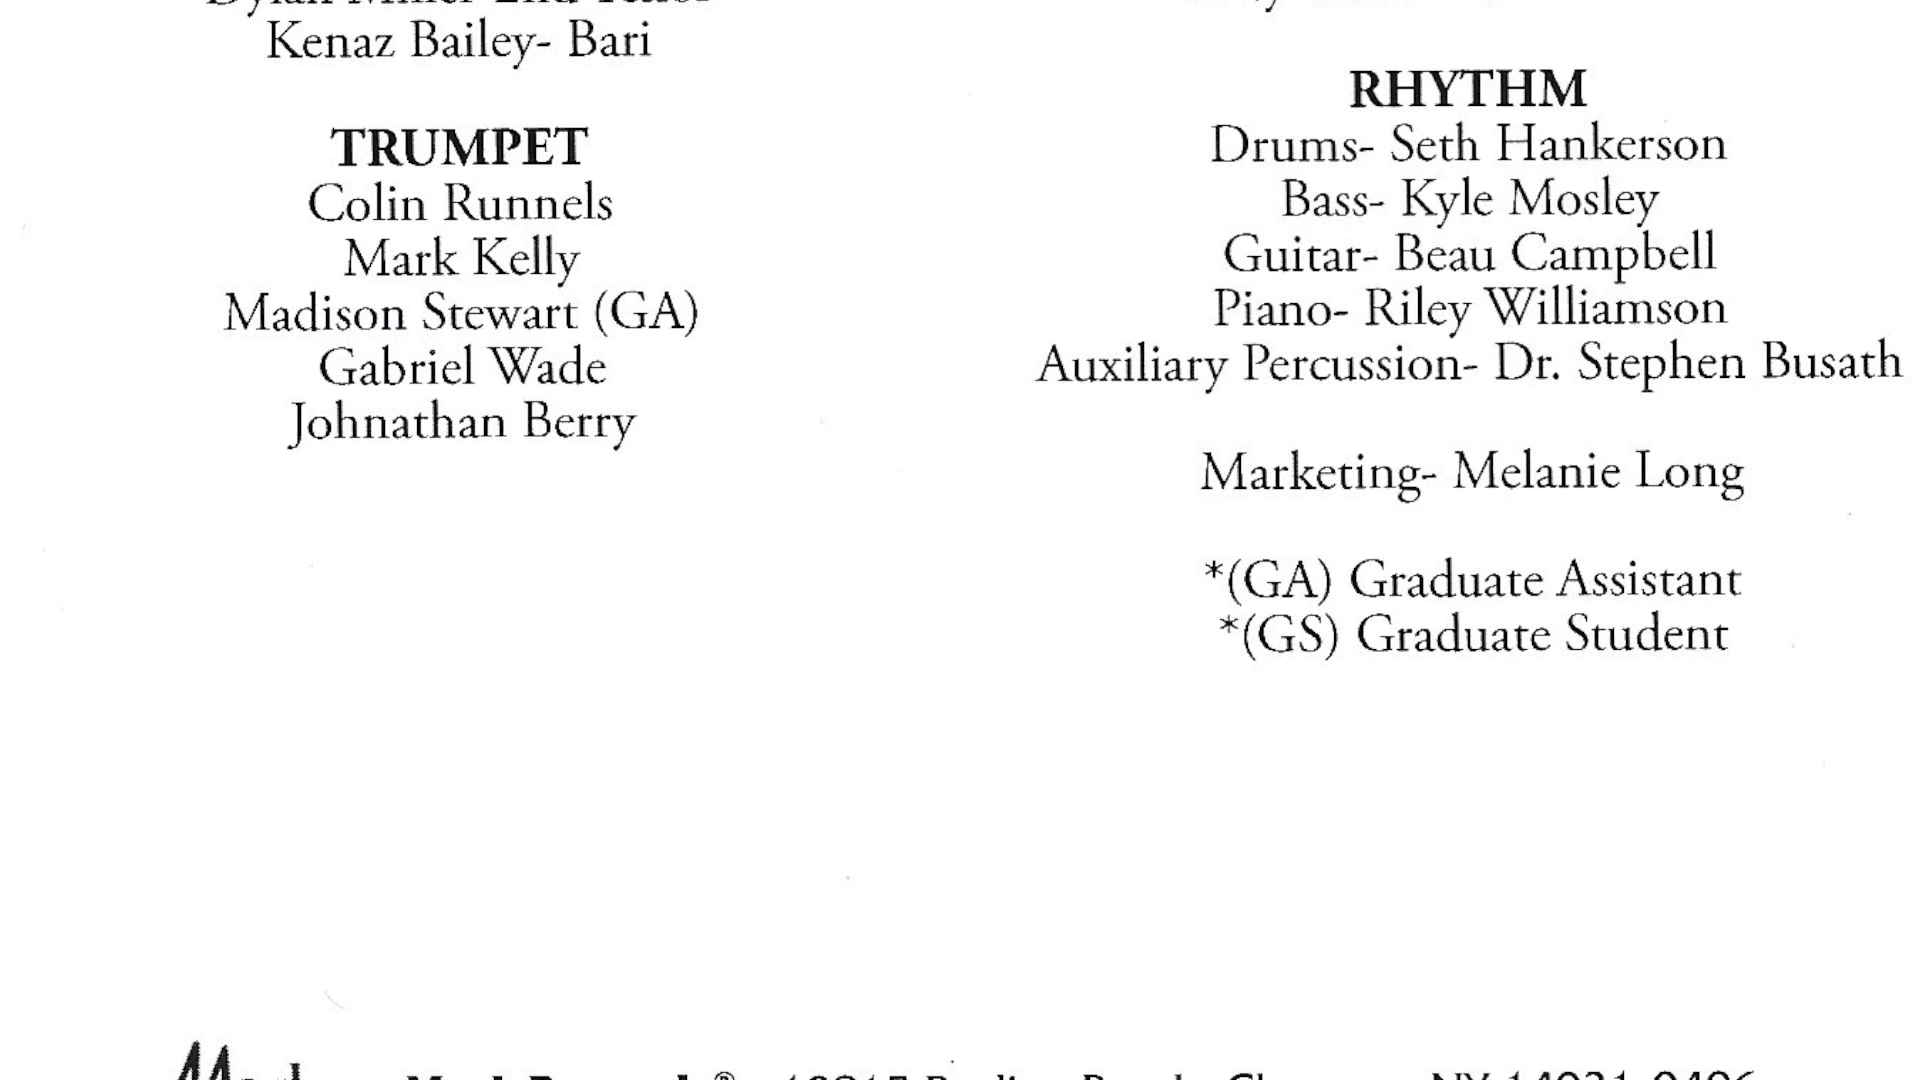 Kenaz Bailey- Bari
TRUMPET
Colin Runnels
Mark Kelly
Madison Stewart (GA)
Gabriel Wade
Johnathan Berry
RHYTHM
Drums- Seth Hankerson
Bass- Kyle Mosley
Guitar- Beau Campbell
Piano- Riley Williamson
Auxiliary Percussion- Dr. Stephen Busath
Marketing- Melanie Long
*(GA) Graduate Assistant
*(GS) Graduate Student